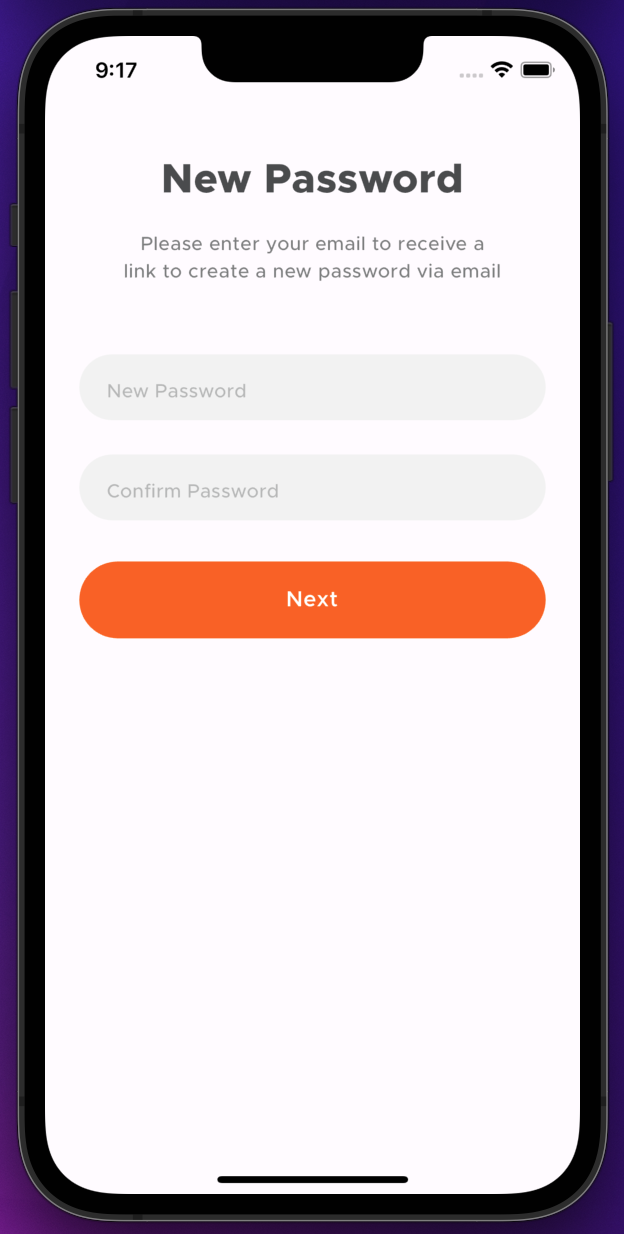 9:17
New Password
Please enter your email to receive a
link to create a new password via email
New Password
Confirm Password
Next